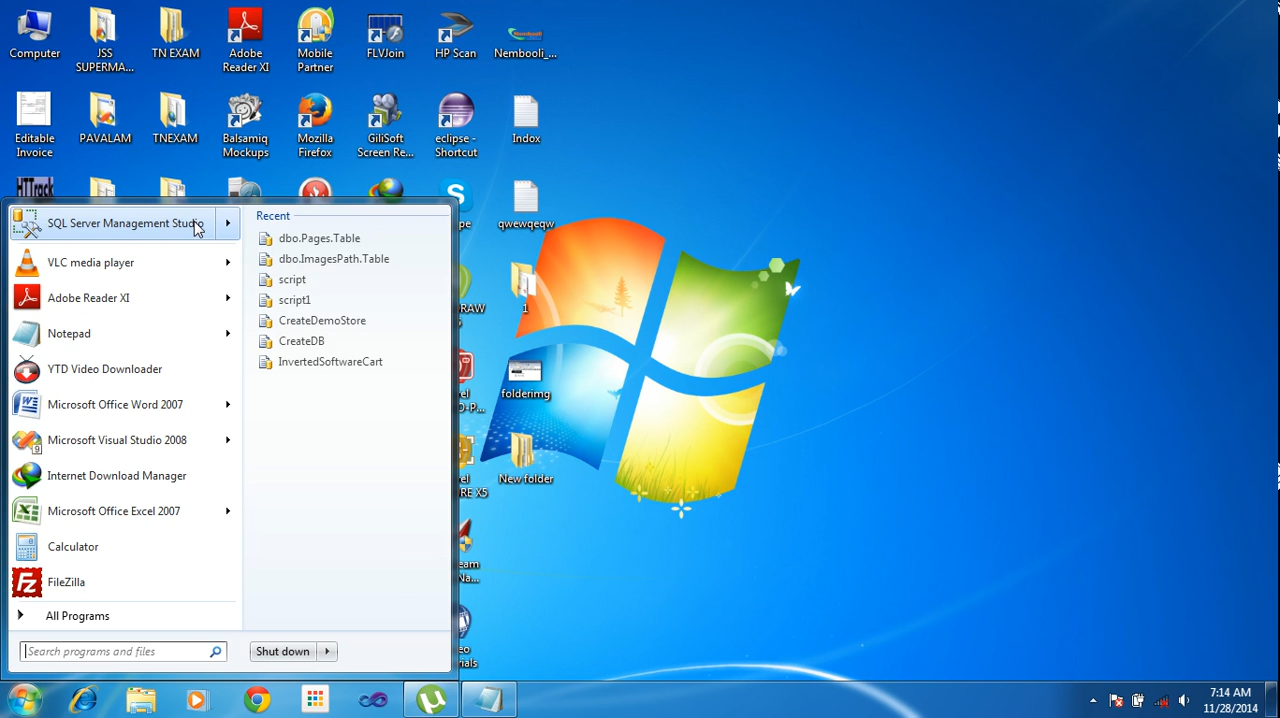 Computer
JSS
SUPERMA...
TN EXAM
Adobe
Reader XI
Mobile
Partner
FLVJoin
HP Scan
Nembooli_...
Editable
Invoice
PAVALAM
TNEXAM
Balsamiq
Mockups
Mozilla
Firefox
GiliSoft
Screen Re...
eclipse -
Shortcut
Indox
HTTrack
qwewqeqw
1
folderimg
New folder
SQL Server Management Studio
VLC media player
Adobe Reader XI
Notepad
YTD Video Downloader
Microsoft Office Word 2007
Microsoft Visual Studio 2008
Internet Download Manager
Microsoft Office Excel 2007
Calculator
FileZilla
All Programs
Search programs and files
Recent
dbo.Pages.Table
dbo.ImagesPath.Table
script
script1
CreateDemoStore
CreateDB
InvertedSoftwareCart
Shut down
7:14 AM
11/28/2014